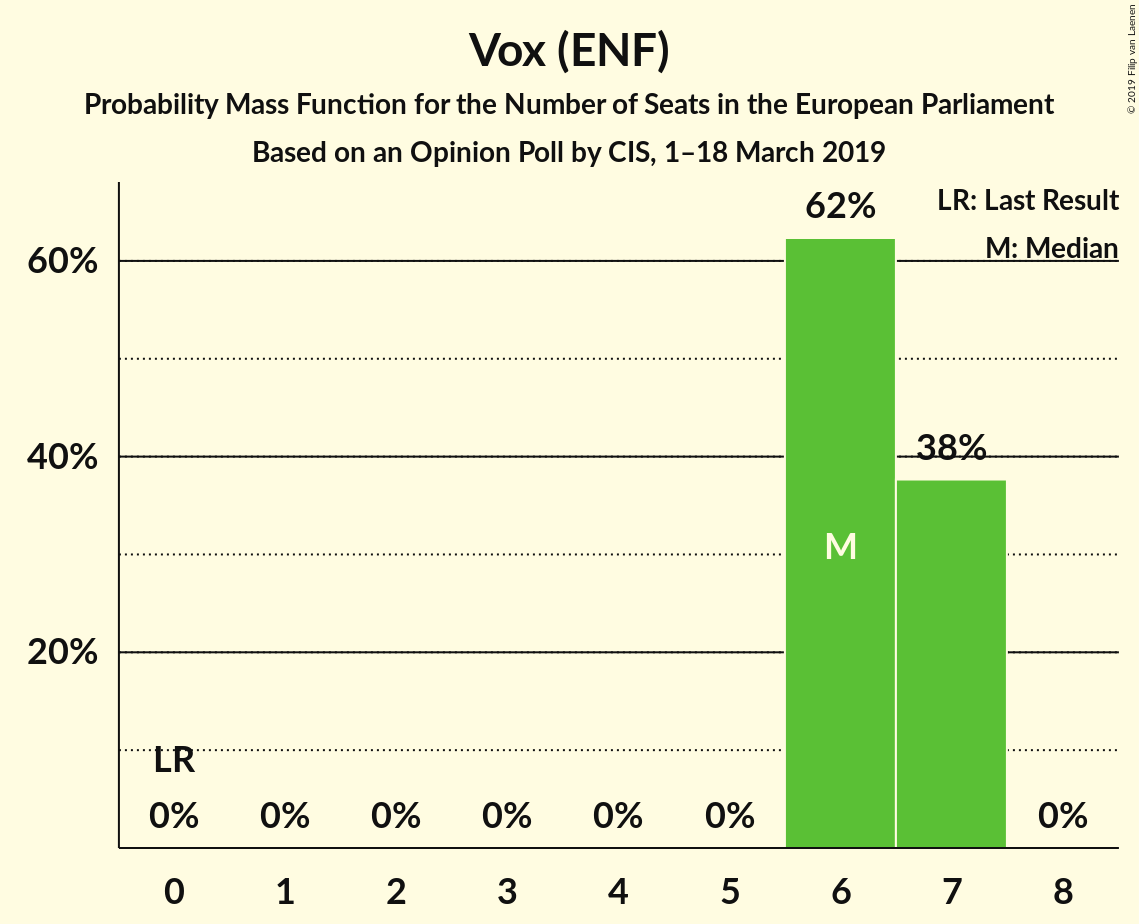 Vox (ENF)
Probability Mass Function for the Number of Seats in the European Parliament
Based on an Opinion Poll by CIS, 1–18 March 2019
© 2019 Filip van Laenen
LR: Last Result
M: Median
62%
60%
38%
40%
M
20%
LR
0% 0% 0% 0% 0% 0% 0%
0 1 2 3 4 5 6 7 8